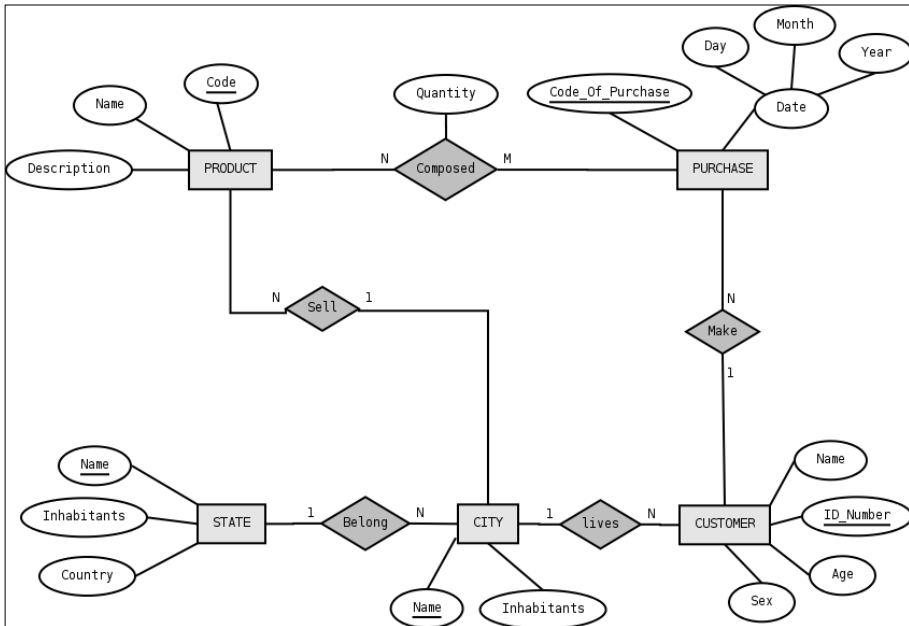 Month
Day
Year
Code
Name
Quantity
Code_Of_Purchase
Date
Description
PRODUCT
N
Composed
M
PURCHASE
N
Sell
1
N
Make
1
Name
Name
Inhabitants
STATE
1
Belong
N
CITY
1
lives
N
CUSTOMER
ID_Number
Country
Age
Name
Inhabitants
Sex